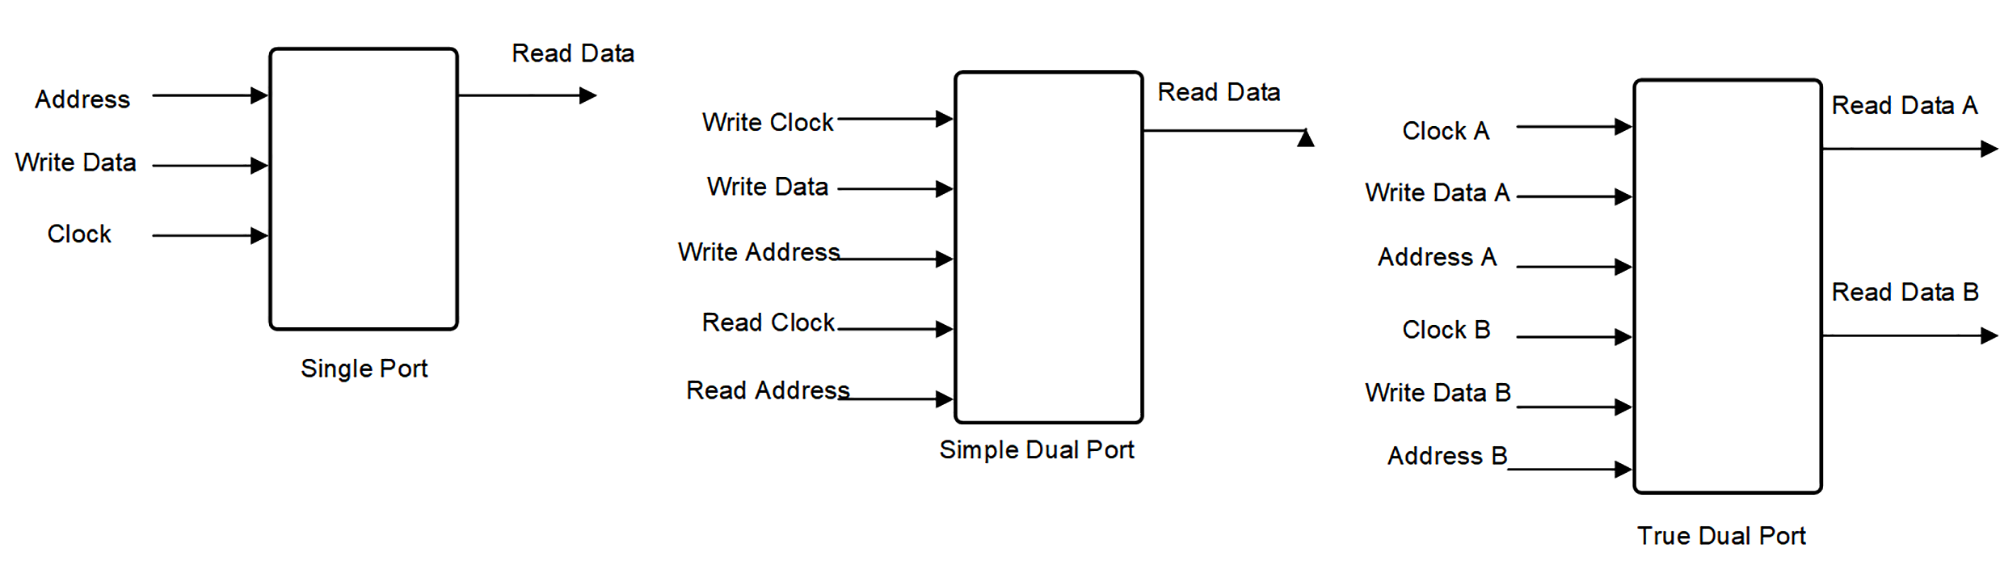 Address
Write Data
Clock
Read Data
Single Port
Write Clock
Write Data
Write Address
Read Clock
Read Address
Read Data
Simple Dual Port
Clock A
Write Data A
Address A
Clock B
Write Data B
Address B
Read Data A
Read Data B
True Dual Port